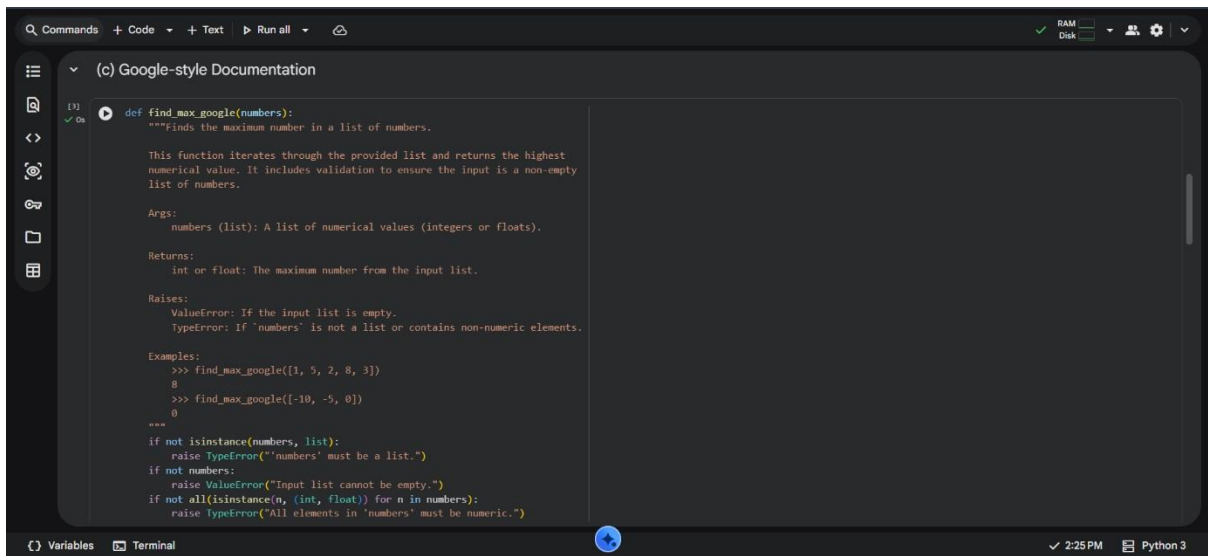 Commands + Code + Text Run all
RAM
Disk
(c) Google-style Documentation
[3]
0s
def find_max_google(numbers):
"""Finds the maximum number in a list of numbers.
This function iterates through the provided list and returns the highest
numerical value. It includes validation to ensure the input is a non-empty
list of numbers.
Args:
numbers (list): A list of numerical values (integers or floats).
Returns:
int or float: The maximum number from the input list.
Raises:
ValueError: If the input list is empty.
TypeError: If `numbers` is not a list or contains non-numeric elements.
Examples:
>>> find_max_google([1, 5, 2, 8, 3])
8
>>> find_max_google([-10, -5, 0])
0
"""
if not isinstance(numbers, list):
raise TypeError("'numbers' must be a list.")
if not numbers:
raise ValueError("Input list cannot be empty.")
if not all(isinstance(n, (int, float)) for n in numbers):
raise TypeError("All elements in 'numbers' must be numeric.")
{} Variables Terminal 2:25 PM Python 3